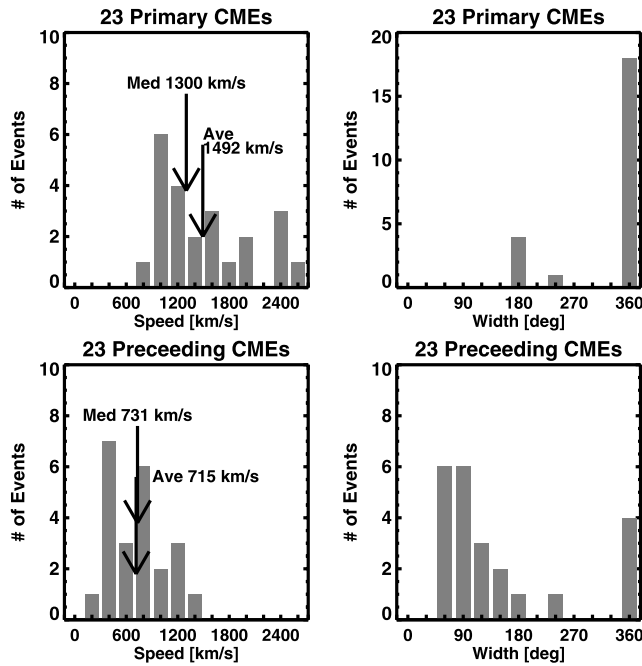 23 Primary CMEs
10
8
6
4
2
0
# of Events
Med 1300 km/s
Ave
1492 km/s
0 600 1200 1800 2400
Speed [km/s]
23 Primary CMEs
20
15
10
5
0
# of Events
0 90 180 270 360
Width [deg]
23 Preceeding CMEs
10
8
6
4
2
0
# of Events
Med 731 km/s
Ave 715 km/s
0 600 1200 1800 2400
Speed [km/s]
23 Preceeding CMEs
10
8
6
4
2
0
# of Events
0 90 180 270 360
Width [deg]